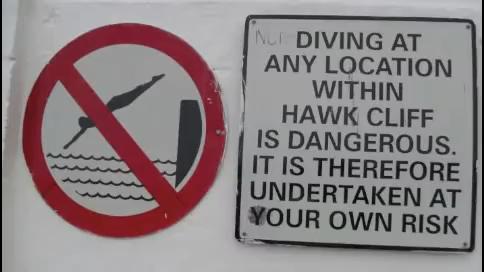 DIVING AT
ANY LOCATION
WITHIN
HAWK CLIFF
IS DANGEROUS.
IT IS THEREFORE
UNDERTAKEN AT
YOUR OWN RISK